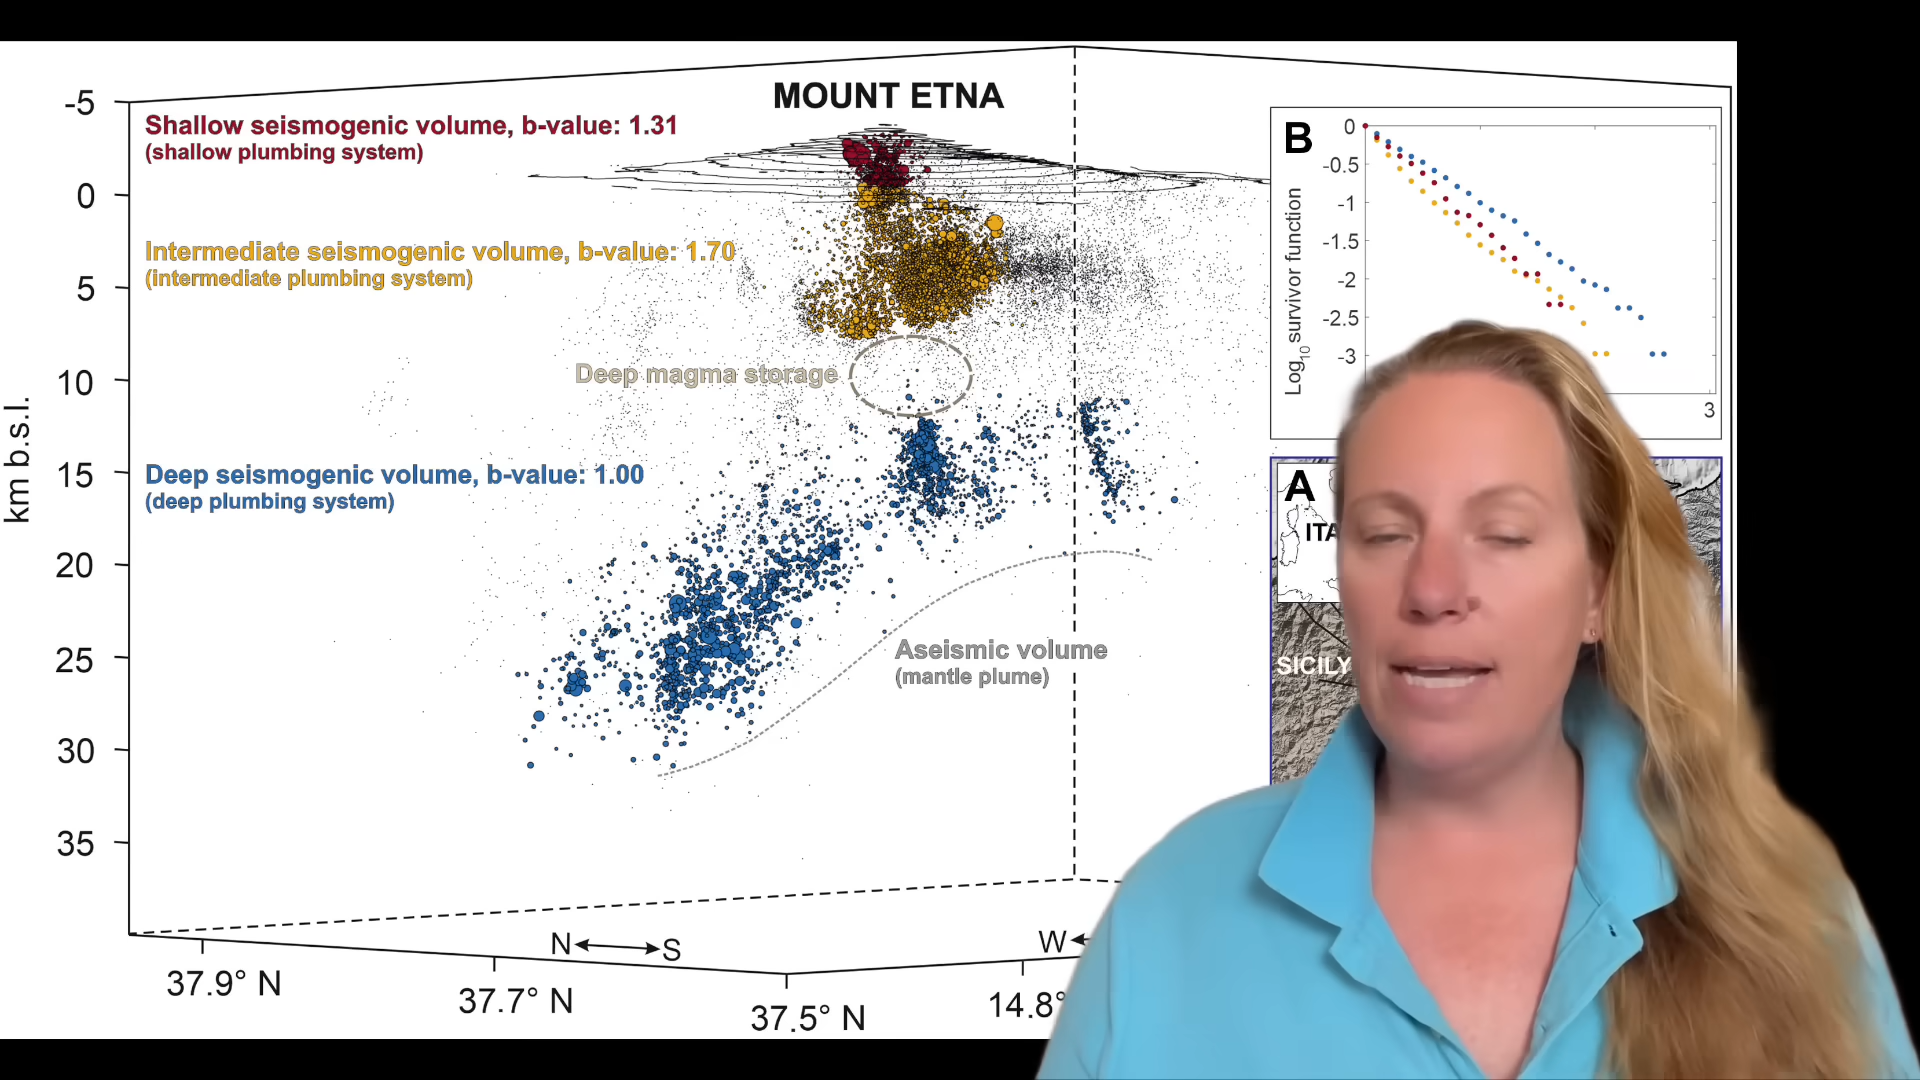 MOUNT ETNA
Shallow seismogenic volume, b-value: 1.31
(shallow plumbing system)
Intermediate seismogenic volume, b-value: 1.70
(intermediate plumbing system)
Deep magma storage
Deep seismogenic volume, b-value: 1.00
(deep plumbing system)
Aseismic volume
(mantle plume)
km b.s.l.
-5
0
5
10
15
20
25
30
35
N S
W
37.9° N
37.7° N
37.5° N
14.8°
B
Log10 survivor function
0
-0.5
-1
-1.5
-2
-2.5
-3
3
A
ITA
SICILY